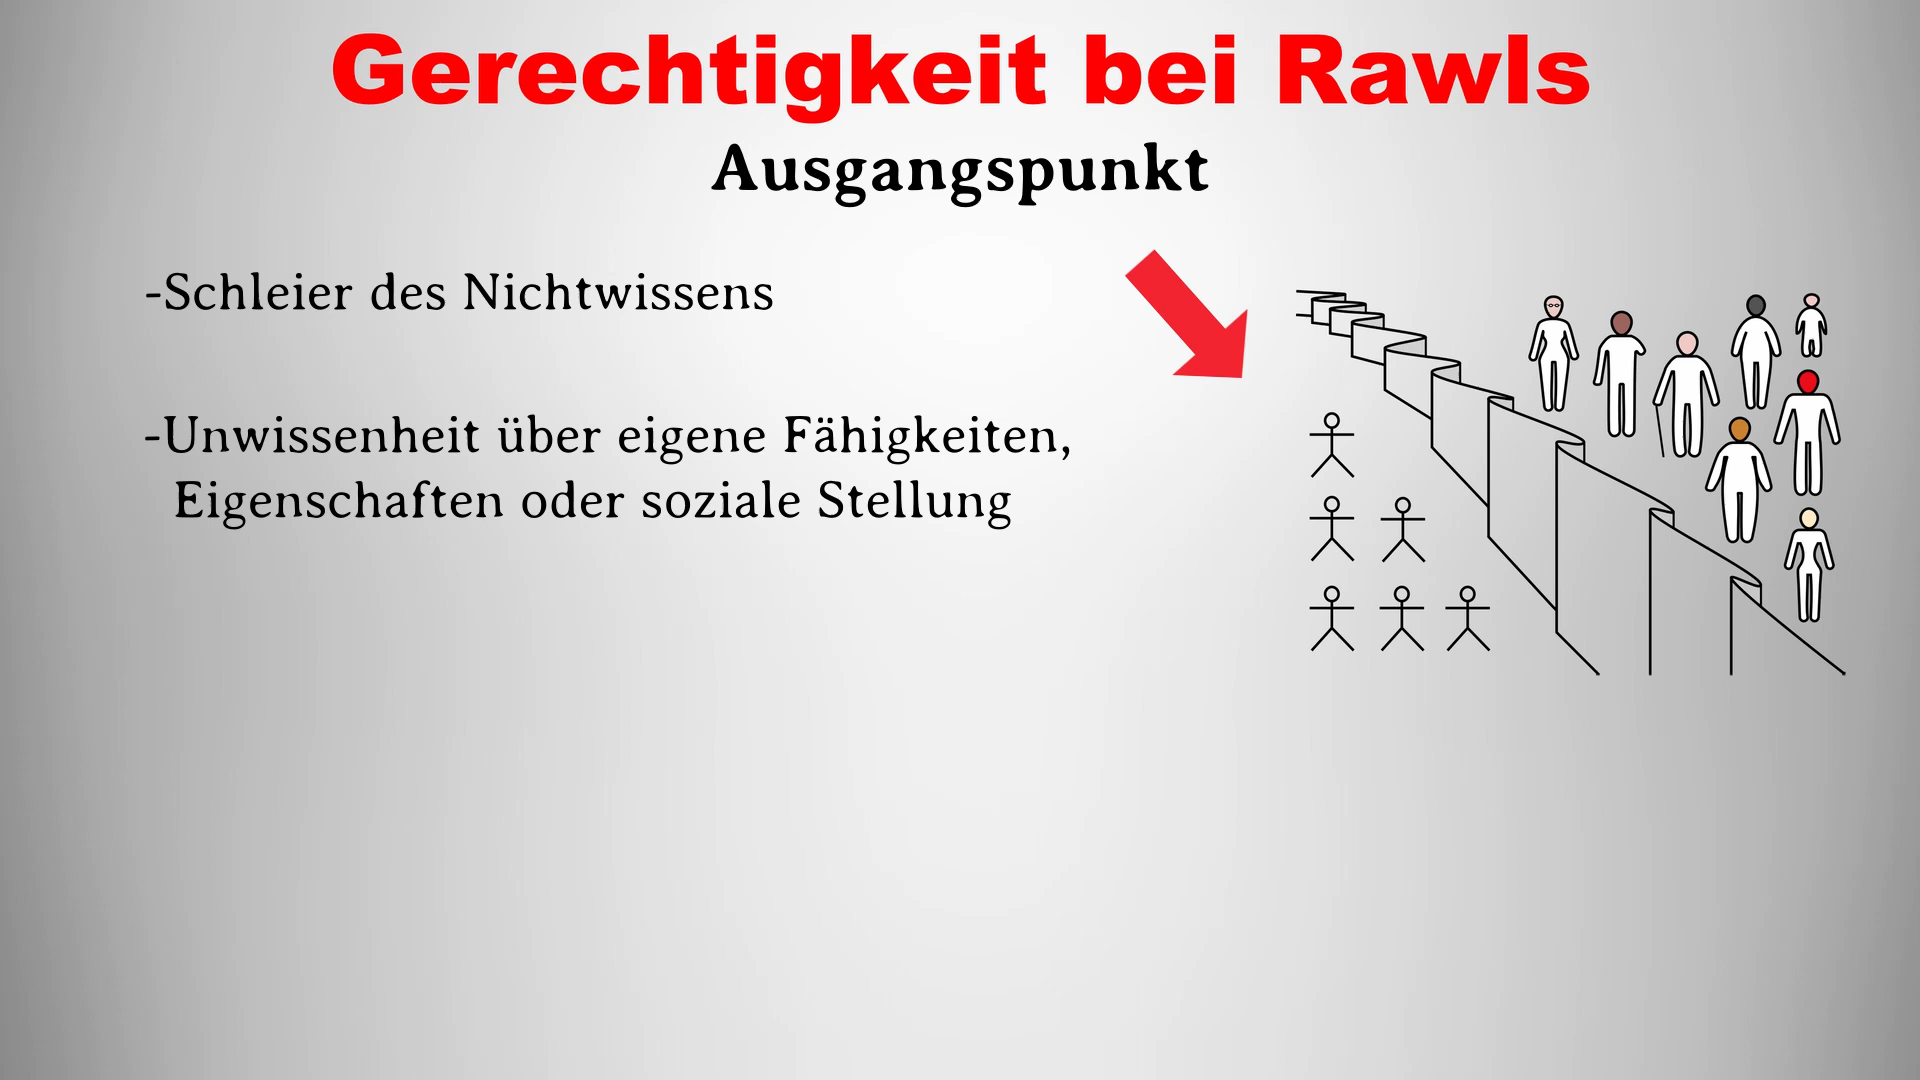 Gerechtigkeit bei Rawls
Ausgangspunkt
-Schleier des Nichtwissens
-Unwissenheit über eigene Fähigkeiten,
Eigenschaften oder soziale Stellung